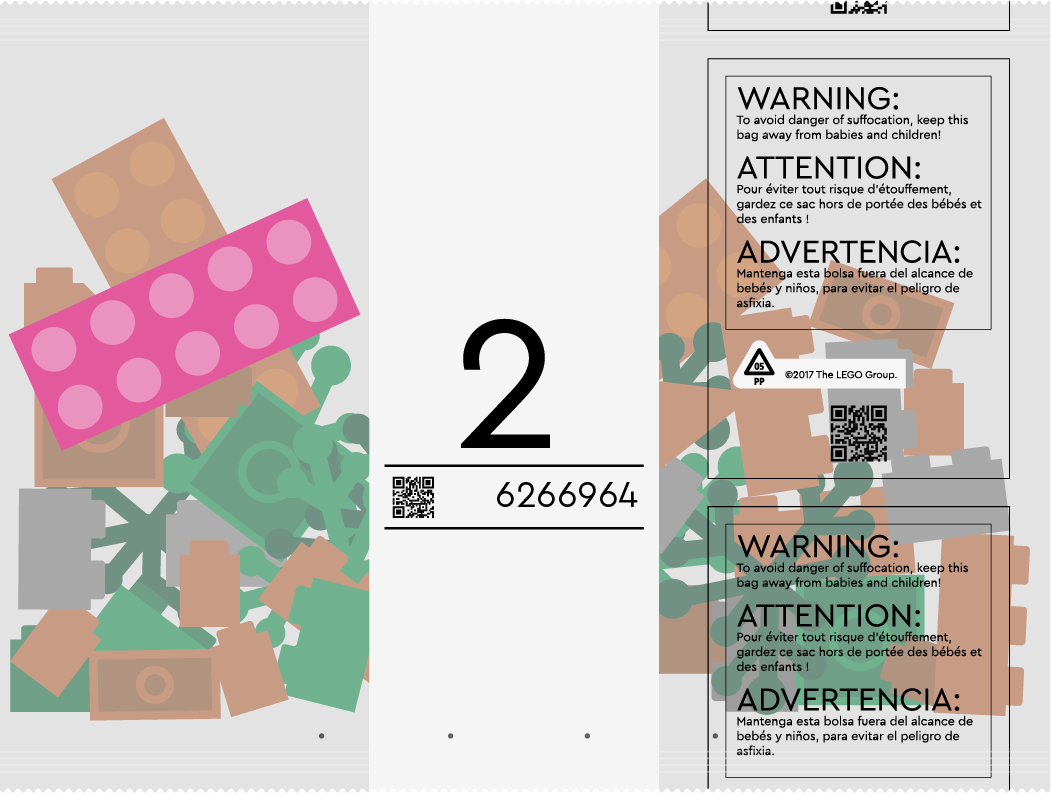 2
6266964
WARNING:
To avoid danger of suffocation, keep this
bag away from babies and children!
ATTENTION:
Pour éviter tout risque d'étouffement,
gardez ce sac hors de portée des bébés et
des enfants !
ADVERTENCIA:
Mantenga esta bolsa fuera del alcance de
bebés y niños, para evitar el peligro de
asfixia.
05
PP
©2017 The LEGO Group.
WARNING:
To avoid danger of suffocation, keep this
bag away from babies and children!
ATTENTION:
Pour éviter tout risque d'étouffement,
gardez ce sac hors de portée des bébés et
des enfants !
ADVERTENCIA:
Mantenga esta bolsa fuera del alcance de
bebés y niños, para evitar el peligro de
asfixia.